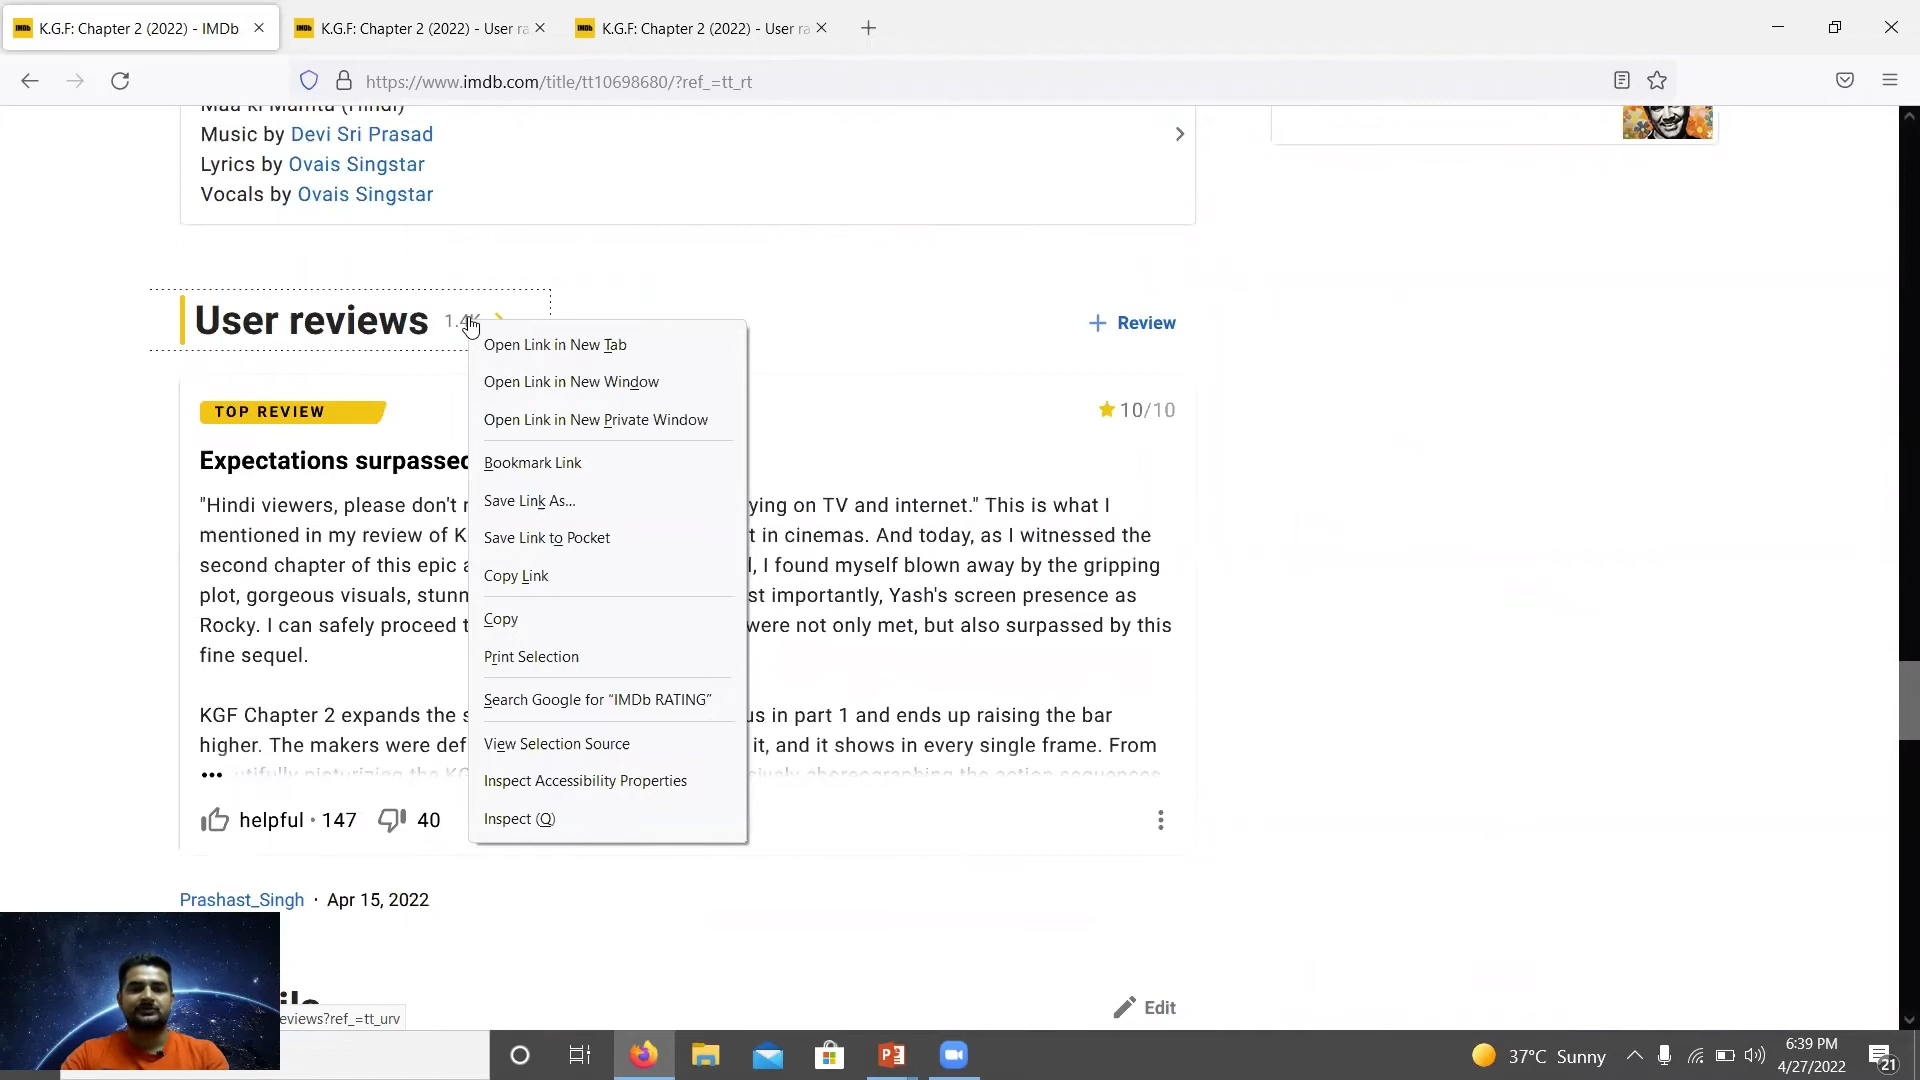 K.G.F: Chapter 2 (2022) - IMDb
K.G.F: Chapter 2 (2022) - User ra
K.G.F: Chapter 2 (2022) - User ra
https://www.imdb.com/title/tt10698680/?ref_=tt_rt
Maa Ki Mamta (Hindi)
Music by Devi Sri Prasad
Lyrics by Ovais Singstar
Vocals by Ovais Singstar
User reviews
Review
TOP REVIEW
10/10
Expectations surpassed
"Hindi viewers, please don't ying on TV and internet." This is what I
mentioned in my review of K t in cinemas. And today, as I witnessed the
second chapter of this epic I found myself blown away by the gripping
plot, gorgeous visuals, stunn st importantly, Yash's screen presence as
Rocky. I can safely proceed were not only met, but also surpassed by this
fine sequel.
KGF Chapter 2 expands the us in part 1 and ends up raising the bar
higher. The makers were def it, and it shows in every single frame. From
helpful • 147 40
Prashast_Singh · Apr 15, 2022
Edit
Open Link in New Tab
Open Link in New Window
Open Link in New Private Window
Bookmark Link
Save Link As...
Save Link to Pocket
Copy Link
Copy
Print Selection
Search Google for “IMDb RATING”
View Selection Source
Inspect Accessibility Properties
Inspect (Q)
eviews?ref_=tt_urv
37°C Sunny
6:39 PM
4/27/2022
21